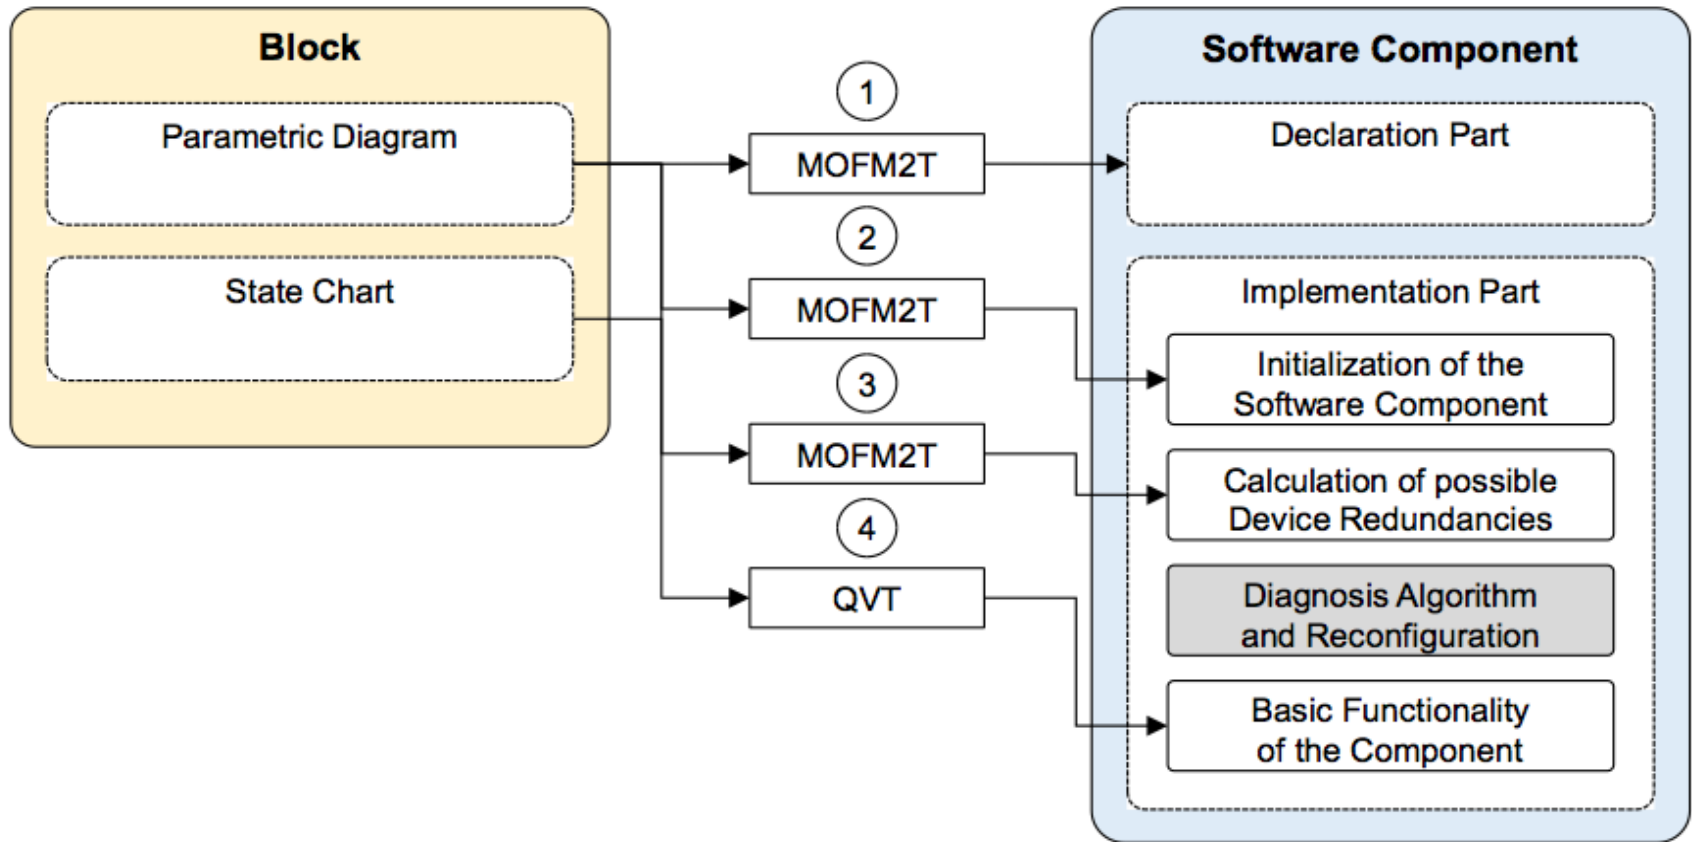 Block
Parametric Diagram
State Chart
1
MOFM2T
2
MOFM2T
3
MOFM2T
4
QVT
Software Component
Declaration Part
Implementation Part
Initialization of the
Software Component
Calculation of possible
Device Redundancies
Diagnosis Algorithm
and Reconfiguration
Basic Functionality
of the Component